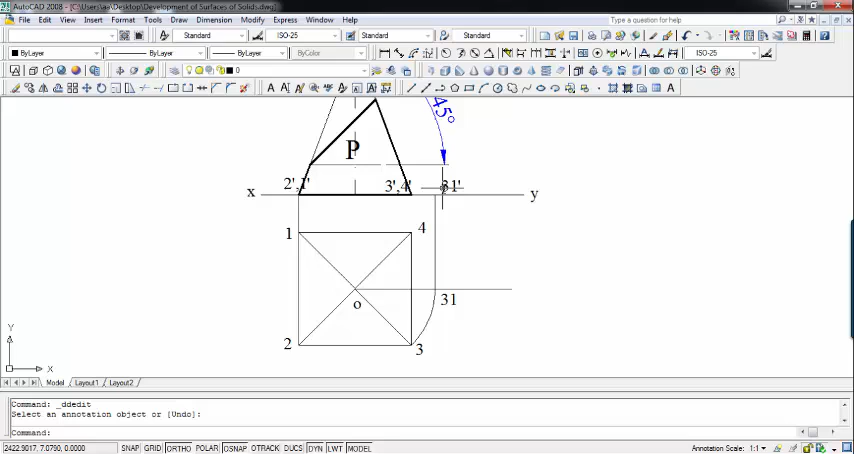 AutoCAD 2008 - [C:\Users\aa\Desktop\Development of Surfaces of Solids.dwg]
File Edit View Insert Format Tools Draw Dimension Modify Express Window Help
Type a question for help
Standard ISO-25 Standard Standard
ByLayer ByLayer ByLayer ByColor ISO-25
0
45°
P
2',1' 3',4' 31'
x y
1 4
o 31
2 3
Y
X
Model Layout1 Layout2
Command: _ddedit
Select an annotation object or [Undo]:
Command:
2422.9017, 7.0790, 0.0000 SNAP GRID ORTHO POLAR OSNAP OTRACK DUCS DYN LWT MODEL Annotation Scale: 1:1